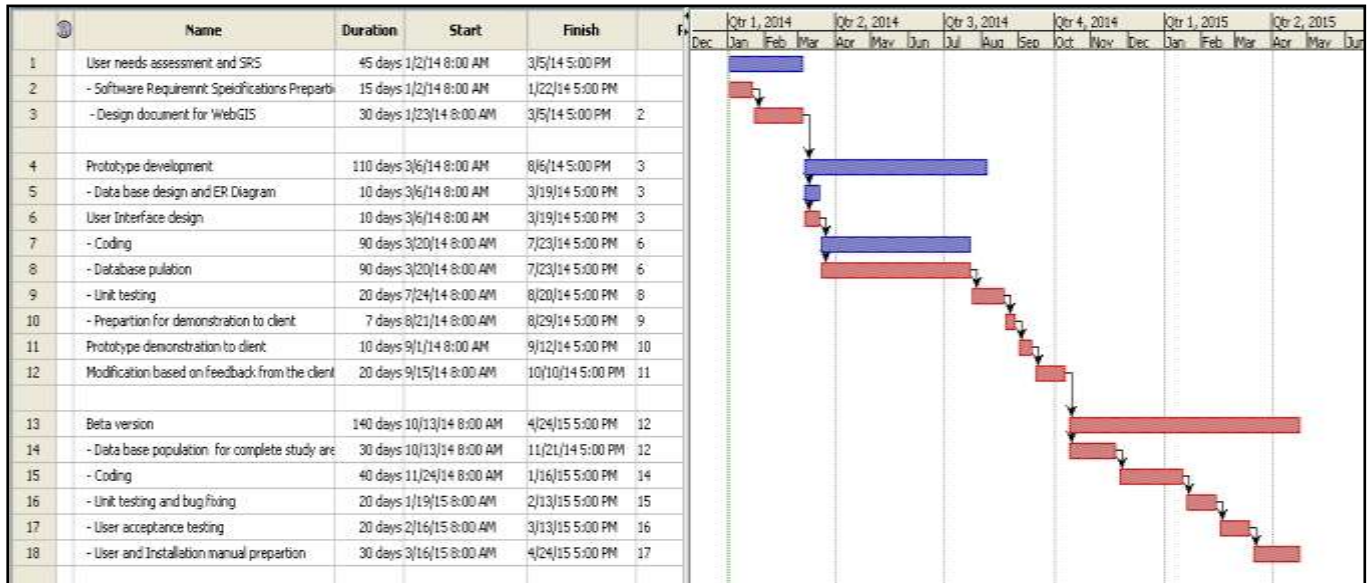 Name Duration Start Finish
Qtr 1, 2014 Qtr 2, 2014 Qtr 3, 2014 Qtr 4, 2014 Qtr 1, 2015 Qtr 2, 2015
Dec Jan Feb Mar Apr May Jun Jul Aug Sep Oct Nov Dec Jan Feb Mar Apr May Jun
1 User needs assessment and SRS 45 days 1/2/14 8:00 AM 3/5/14 5:00 PM
2 - Software Requiremnt Speicifications Prepartio 15 days 1/2/14 8:00 AM 1/22/14 5:00 PM
3 - Design document for WebGIS 30 days 1/23/14 8:00 AM 3/5/14 5:00 PM 2
4 Prototype development 110 days 3/6/14 8:00 AM 8/6/14 5:00 PM 3
5 - Data base design and ER Diagram 10 days 3/6/14 8:00 AM 3/19/14 5:00 PM 3
6 User Interface design 10 days 3/6/14 8:00 AM 3/19/14 5:00 PM 3
7 - Coding 90 days 3/20/14 8:00 AM 7/23/14 5:00 PM 6
8 - Database pulation 90 days 3/20/14 8:00 AM 7/23/14 5:00 PM 6
9 - Unit testing 20 days 7/24/14 8:00 AM 8/20/14 5:00 PM 8
10 - Prepartion for demonstration to client 7 days 8/21/14 8:00 AM 8/29/14 5:00 PM 9
11 Prototype demonstration to client 10 days 9/1/14 8:00 AM 9/12/14 5:00 PM 10
12 Modification based on feedback from the client 20 days 9/15/14 8:00 AM 10/10/14 5:00 PM 11
13 Beta version 140 days 10/13/14 8:00 AM 4/24/15 5:00 PM 12
14 - Data base population for complete study are 30 days 10/13/14 8:00 AM 11/21/14 5:00 PM 12
15 - Coding 40 days 11/24/14 8:00 AM 1/16/15 5:00 PM 14
16 - Unit testing and bug fixing 20 days 1/19/15 8:00 AM 2/13/15 5:00 PM 15
17 - User acceptance testing 20 days 2/16/15 8:00 AM 3/13/15 5:00 PM 16
18 - User and Installation manual prepartion 30 days 3/16/15 8:00 AM 4/24/15 5:00 PM 17